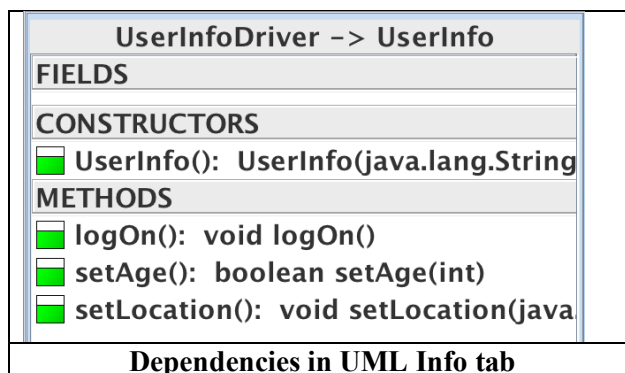 UserInfoDriver -> UserInfo
FIELDS
CONSTRUCTORS
UserInfo(): UserInfo(java.lang.String
METHODS
logOn(): void logOn()
setAge(): boolean setAge(int)
setLocation(): void setLocation(java.
Dependencies in UML Info tab